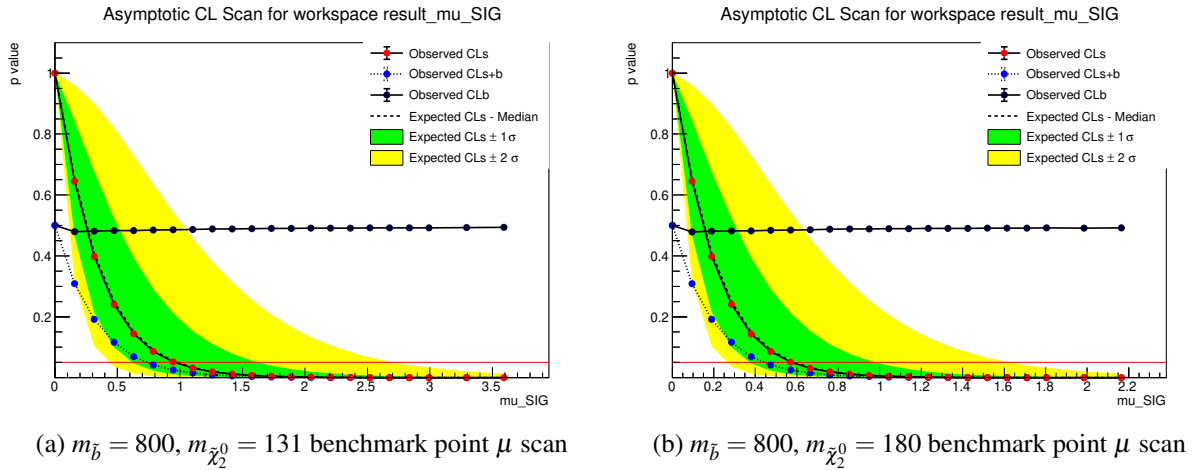 Asymptotic CL Scan for workspace result_mu_SIG
p value
1
0.8
0.6
0.4
0.2
0 0.5 1 1.5 2 2.5 3 3.5
mu_SIG
Observed CLs
Observed CLs+b
Observed CLb
Expected CLs - Median
Expected CLs ± 1σ
Expected CLs ± 2 σ
(a) m_b̃ = 800, m_χ̃₂⁰ = 131 benchmark point μ scan
Asymptotic CL Scan for workspace result_mu_SIG
p value
1
0.8
0.6
0.4
0.2
0 0.2 0.4 0.6 0.8 1 1.2 1.4 1.6 1.8 2 2.2
mu_SIG
Observed CLs
Observed CLs+b
Observed CLb
Expected CLs - Median
Expected CLs ± 1σ
Expected CLs ± 2 σ
(b) m_b̃ = 800, m_χ̃₂⁰ = 180 benchmark point μ scan